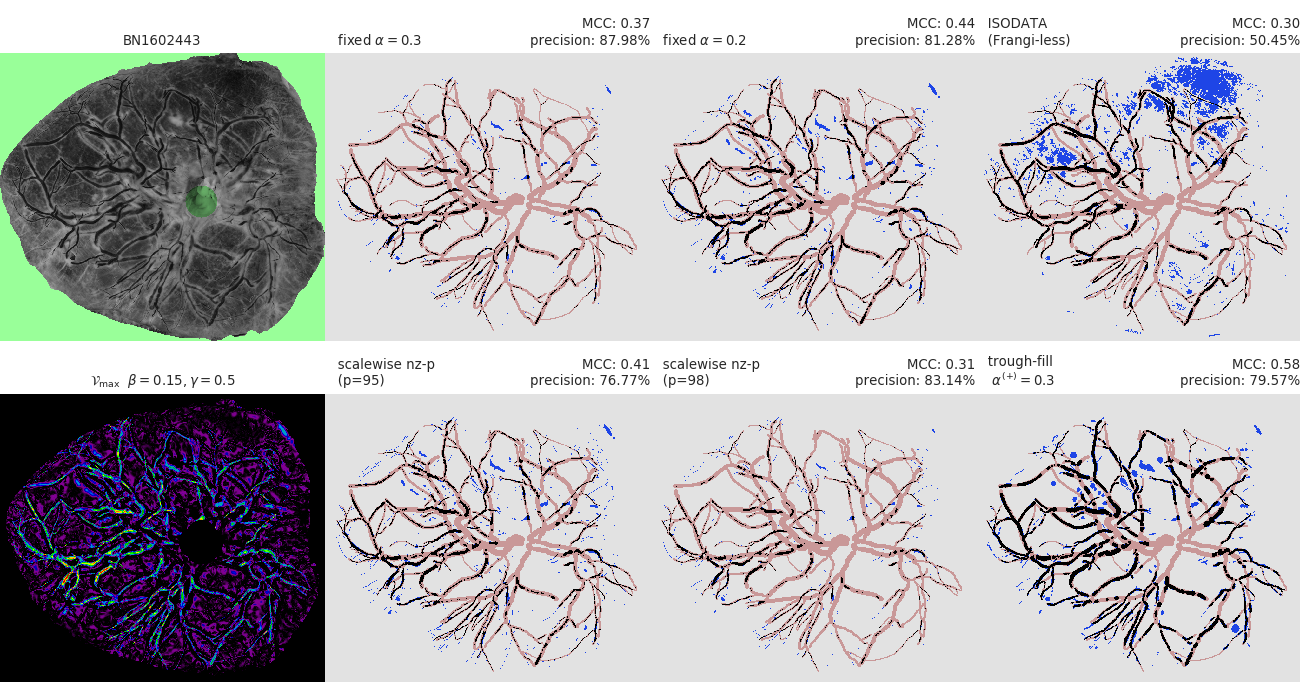 BN1602443
MCC: 0.37
fixed α = 0.3 precision: 87.98%
MCC: 0.44
fixed α = 0.2 precision: 81.28%
ISODATA MCC: 0.30
(Frangi-less) precision: 50.45%
𝒱max β = 0.15, γ = 0.5
scalewise nz-p MCC: 0.41
(p=95) precision: 76.77%
scalewise nz-p MCC: 0.31
(p=98) precision: 83.14%
trough-fill MCC: 0.58
α(+) = 0.3 precision: 79.57%